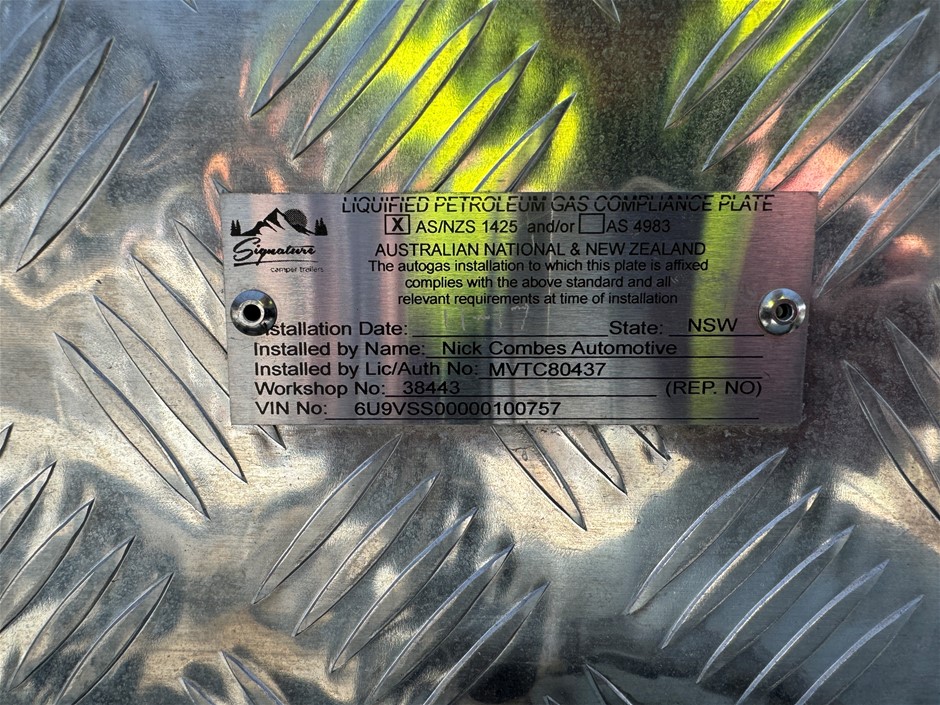 LIQUIFIED PETROLEUM GAS COMPLIANCE PLATE
X AS/NZS 1425 and/or AS 4983
Signature
camper trailers
AUSTRALIAN NATIONAL & NEW ZEALAND
The autogas installation to which this plate is affixed
complies with the above standard and all
relevant requirements at time of installation
stallation Date: State: NSW
Installed by Name: Nick Combes Automotive
Installed by Lic/Auth No: MVTC80437
Workshop No: 38443 (REP. NO)
VIN No: 6U9VSS00000100757